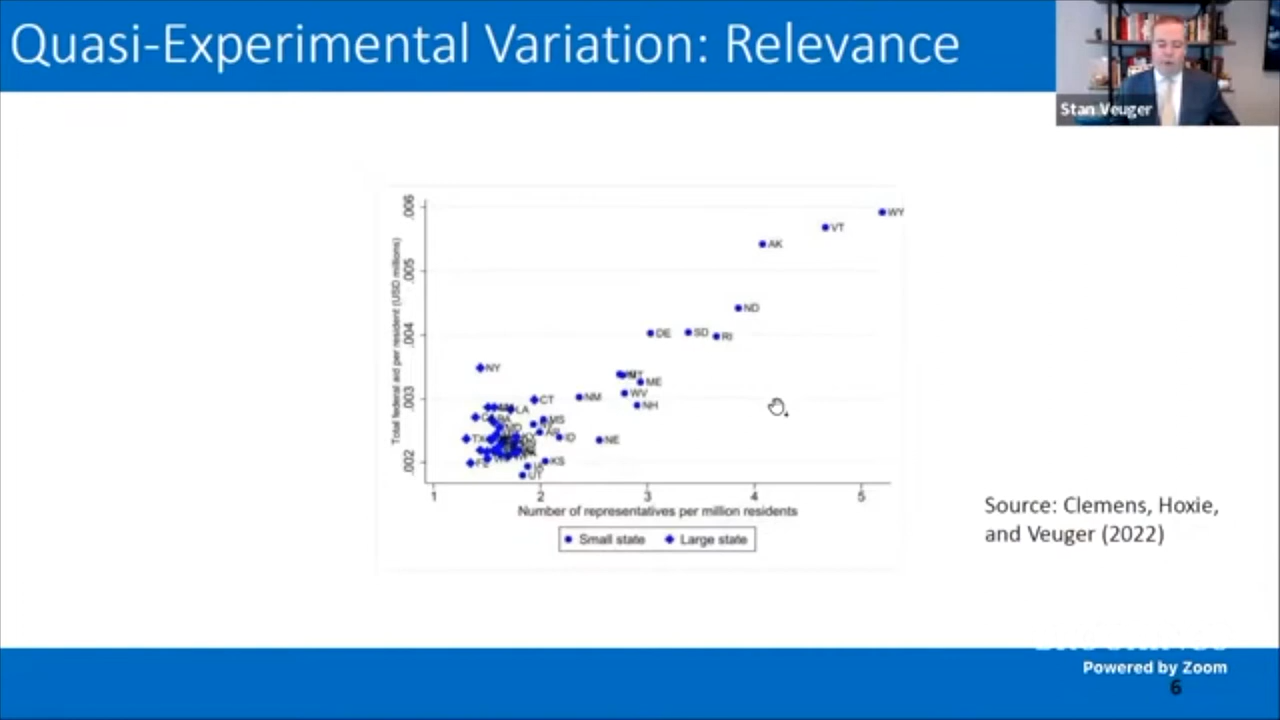 Quasi-Experimental Variation: Relevance
Stan Veuger
Total federal aid per resident (USD millions)
.006
.005
.004
.003
.002
WY
VT
AK
ND
DE
SD
RI
NY
ME
WV
NM
NH
CT
LA
MS
ID
NE
TX
KS
UT
1
2
3
4
5
Number of representatives per million residents
Small state
Large state
Source: Clemens, Hoxie,
and Veuger (2022)
Powered by Zoom
6